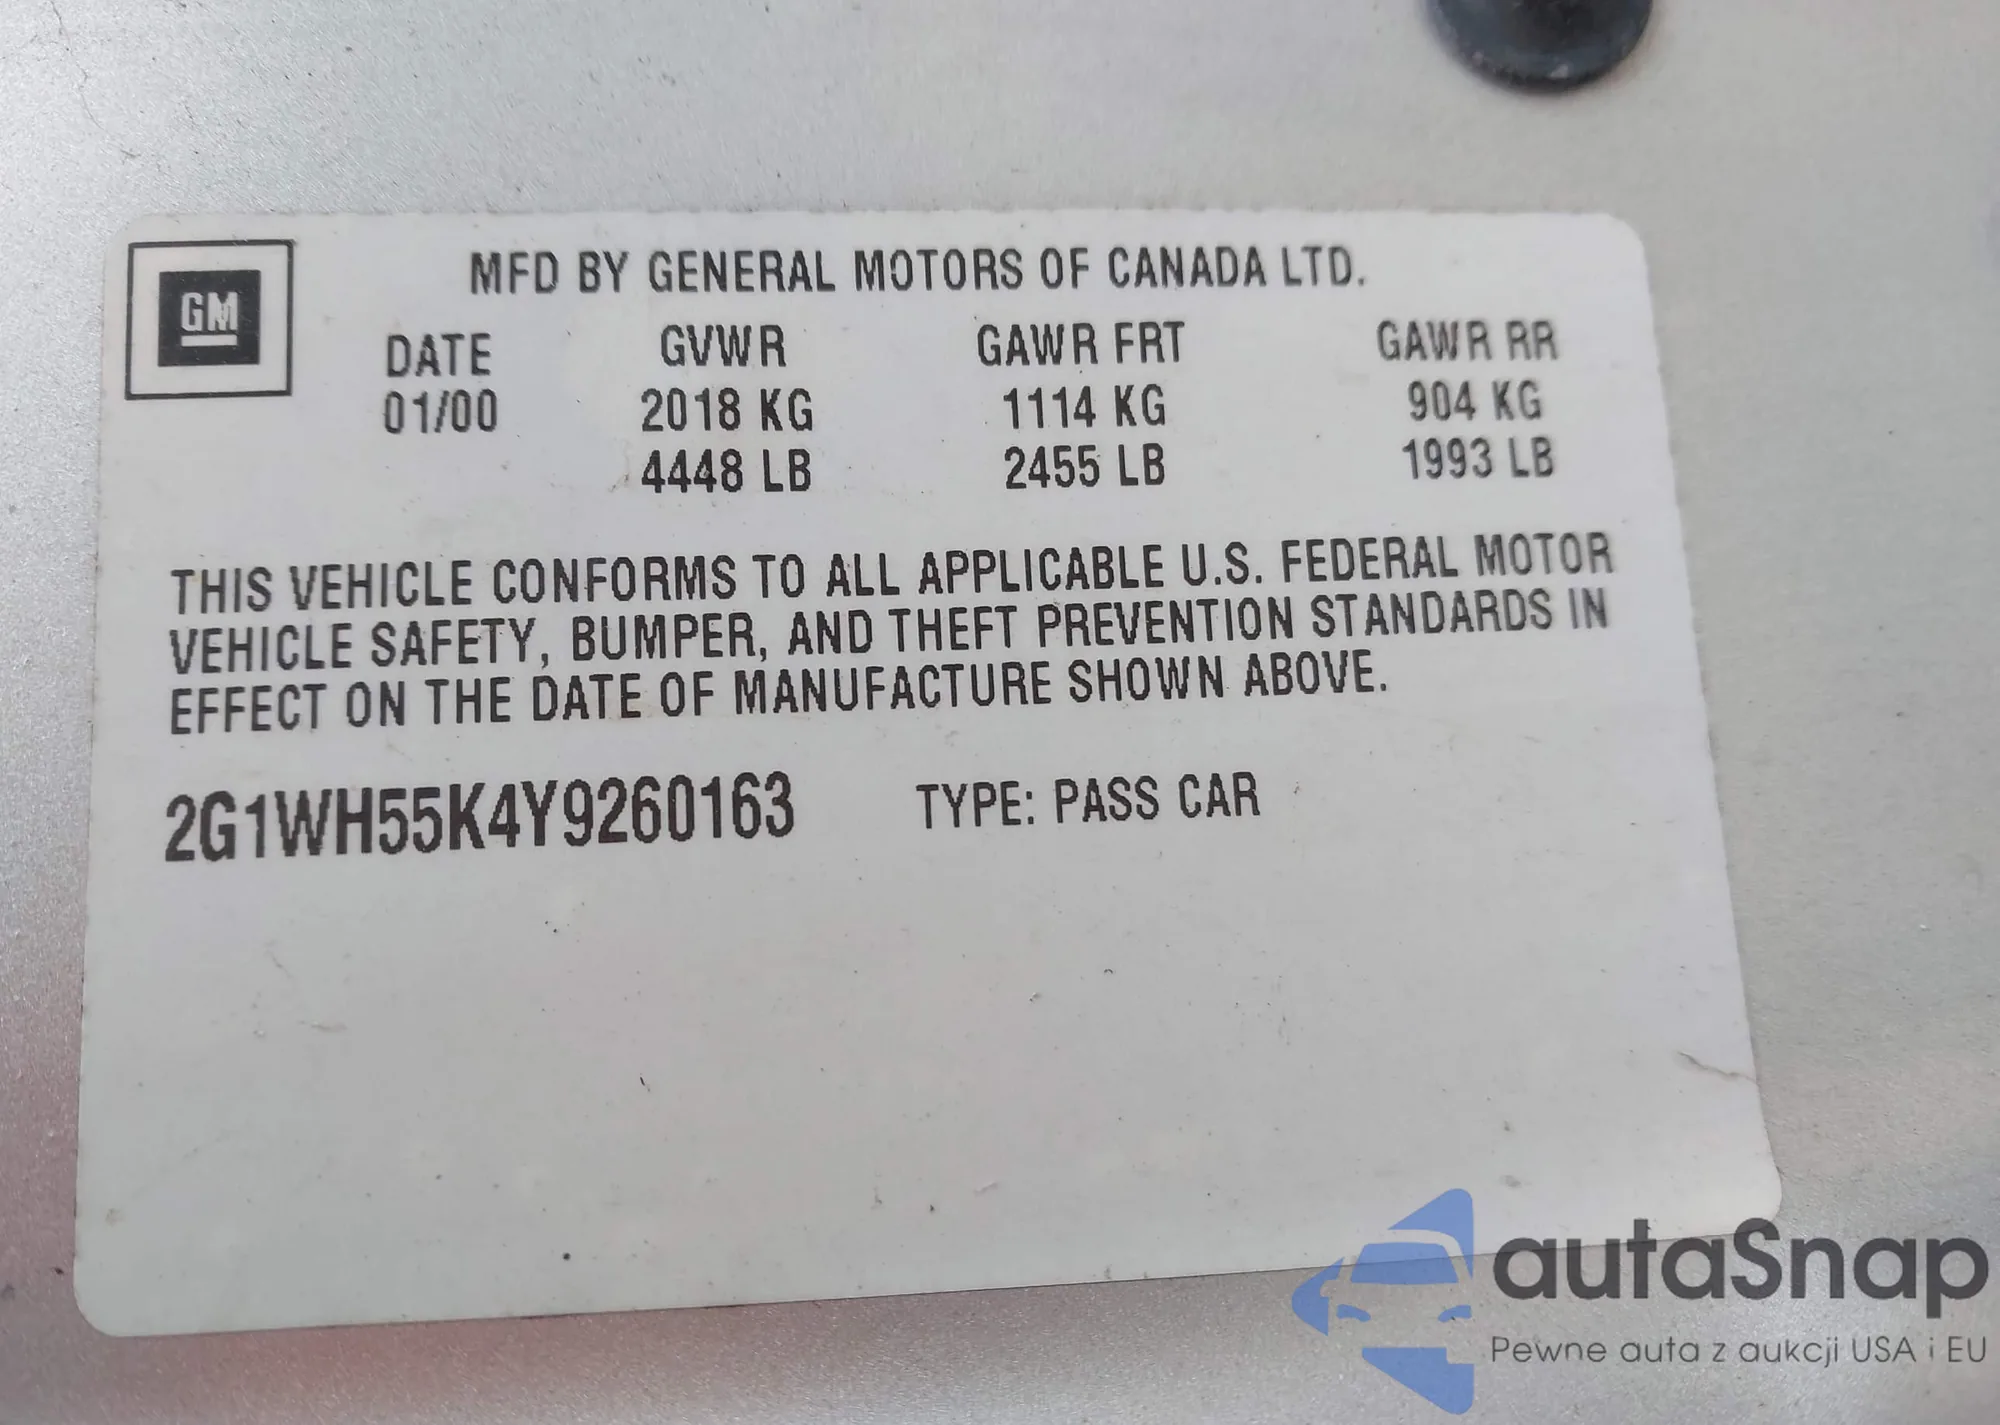 GM
MFD BY GENERAL MOTORS OF CANADA LTD.
DATE GVWR GAWR FRT GAWR RR
01/00 2018 KG 1114 KG 904 KG
4448 LB 2455 LB 1993 LB
THIS VEHICLE CONFORMS TO ALL APPLICABLE U.S. FEDERAL MOTOR
VEHICLE SAFETY, BUMPER, AND THEFT PREVENTION STANDARDS IN
EFFECT ON THE DATE OF MANUFACTURE SHOWN ABOVE.
2G1WH55K4Y9260163 TYPE: PASS CAR
autaSnap
Pewne auta z aukcji USA i EU